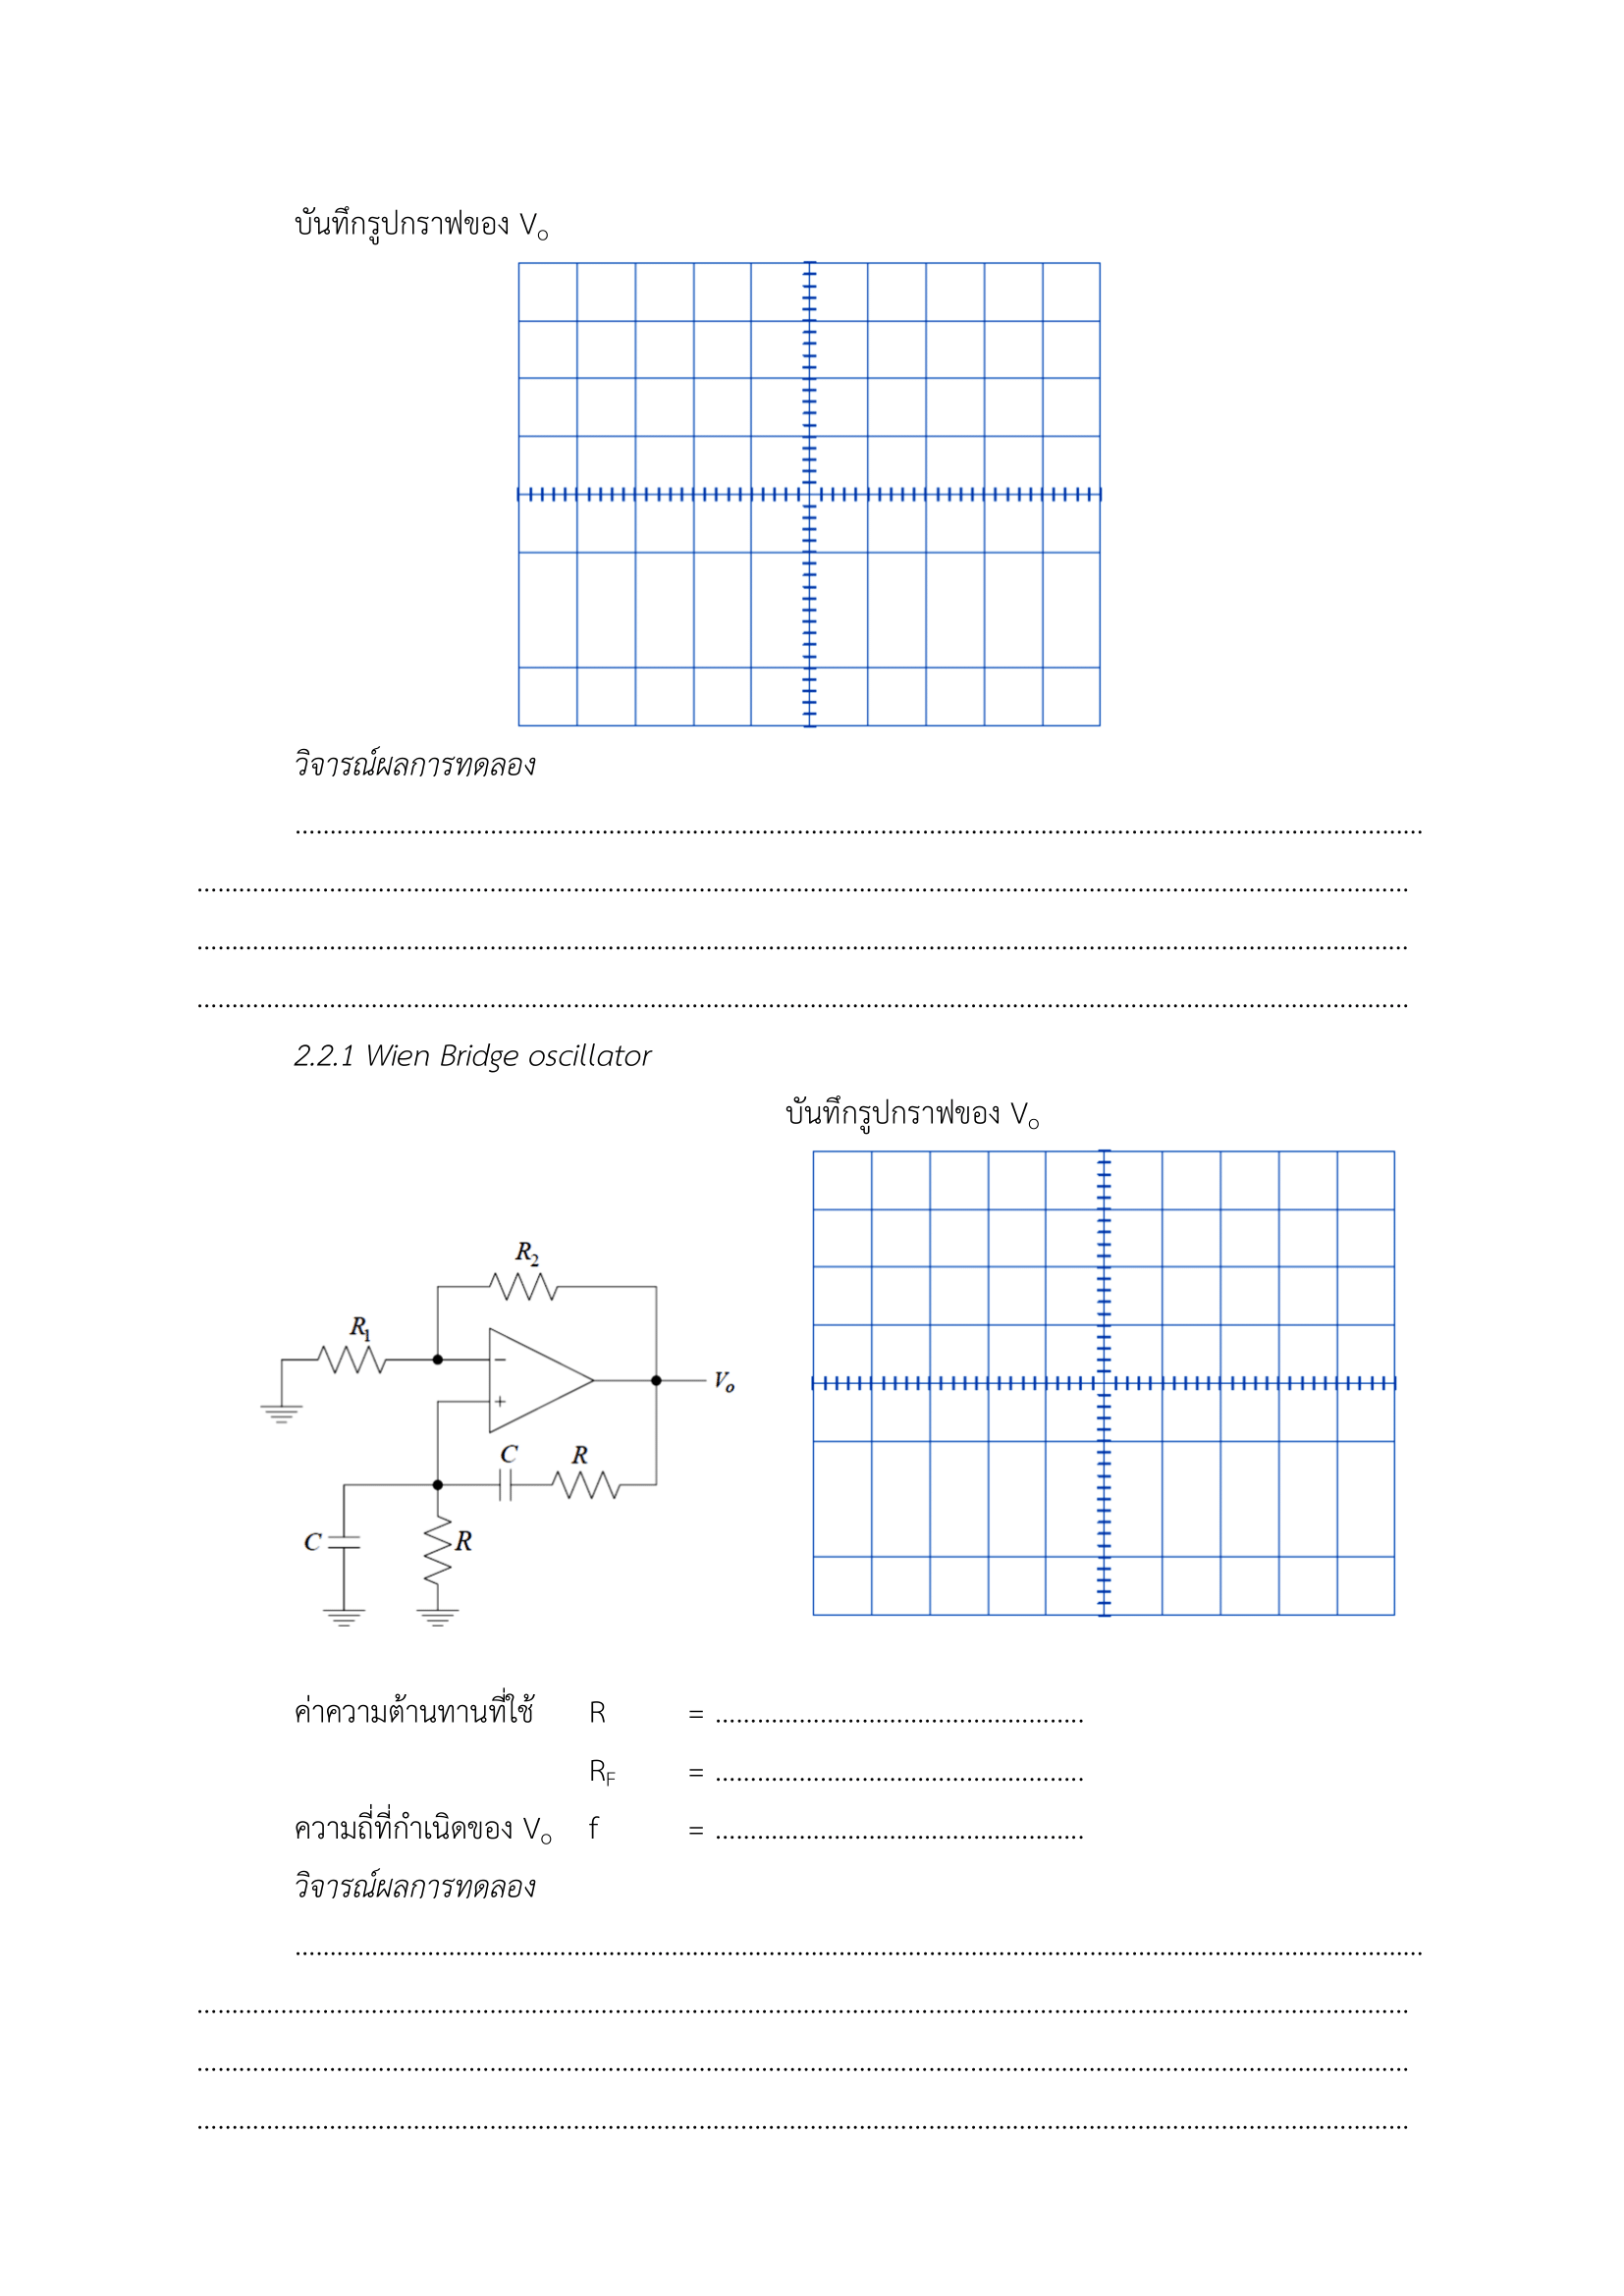 บันทึกรูปกราฟของ V_O
วิจารณ์ผลการทดลอง
................................................................................
................................................................................
................................................................................
................................................................................
2.2.1 Wien Bridge oscillator
บันทึกรูปกราฟของ V_O
R₂
R₁
−
V_o
+
C R
C R
ค่าความต้านทานที่ใช้ R = .....................................................
R_F = .....................................................
ความถี่ที่กำเนิดของ V_O f = .....................................................
วิจารณ์ผลการทดลอง
................................................................................
................................................................................
................................................................................
................................................................................